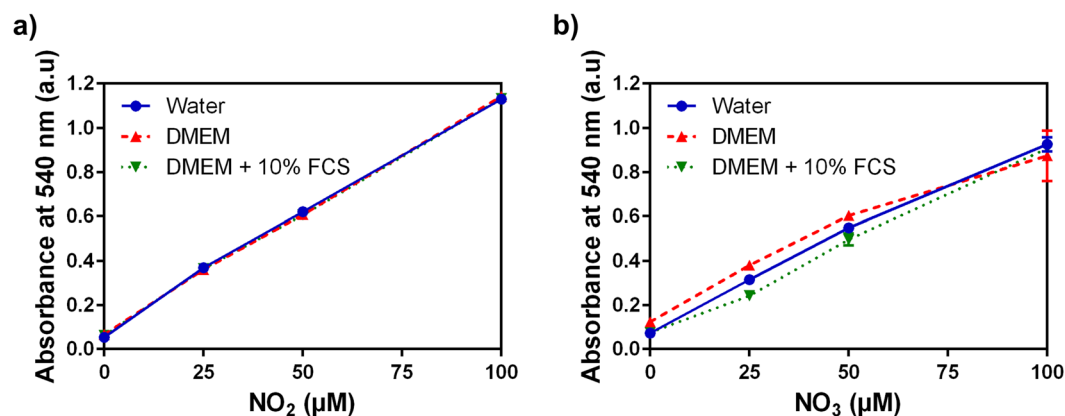 a)
Absorbance at 540 nm (a.u)
1.2
1.0
0.8
0.6
0.4
0.2
0.0
Water
DMEM
DMEM + 10% FCS
0 25 50 75 100
NO₂ (µM)
b)
Absorbance at 540 nm (a.u)
1.2
1.0
0.8
0.6
0.4
0.2
0.0
Water
DMEM
DMEM + 10% FCS
0 25 50 75 100
NO₃ (µM)